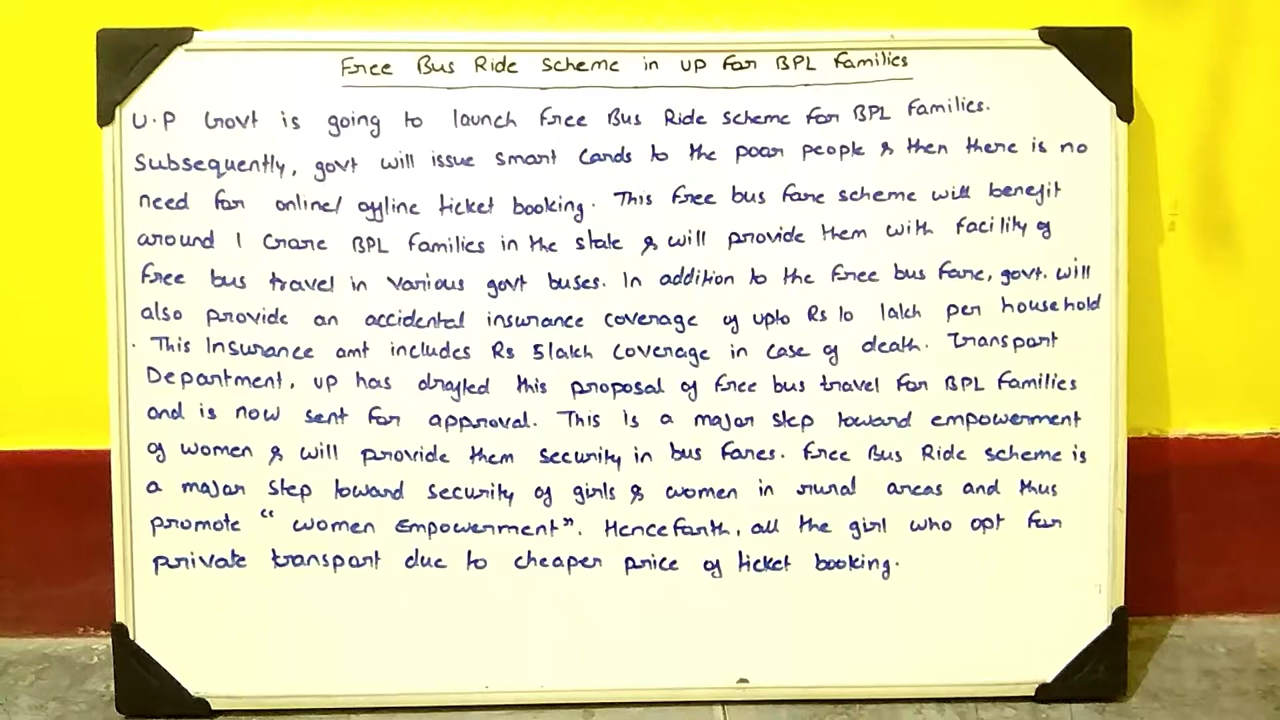 Free Bus Ride Scheme in UP For BPL Families
U.P Govt is going to launch Free Bus Ride Scheme For BPL Families.
Subsequently, govt will issue smart Cards to the poor people & then there is no
need for online/ offline ticket booking. This Free bus fare scheme will benefit
around 1 Crore BPL Families in the state & will provide them with Facility of
Free bus travel in various govt buses. In addition to the Free bus Fare, govt. will
also provide an accidental insurance coverage of upto Rs 10 lakh per household
. This Insurance amt includes Rs 5 lakh Coverage in Case of death. Transport
Department, UP has drafted this proposal of Free bus travel For BPL Families
and is now sent For approval. This is a major step toward empowerment
of women & will provide them security in bus Fares. Free Bus Ride scheme is
a major step toward security of girls & women in rural areas and thus
promote " Women Empowerment". Henceforth, all the girl who opt For
private transport due to cheaper price of ticket booking.